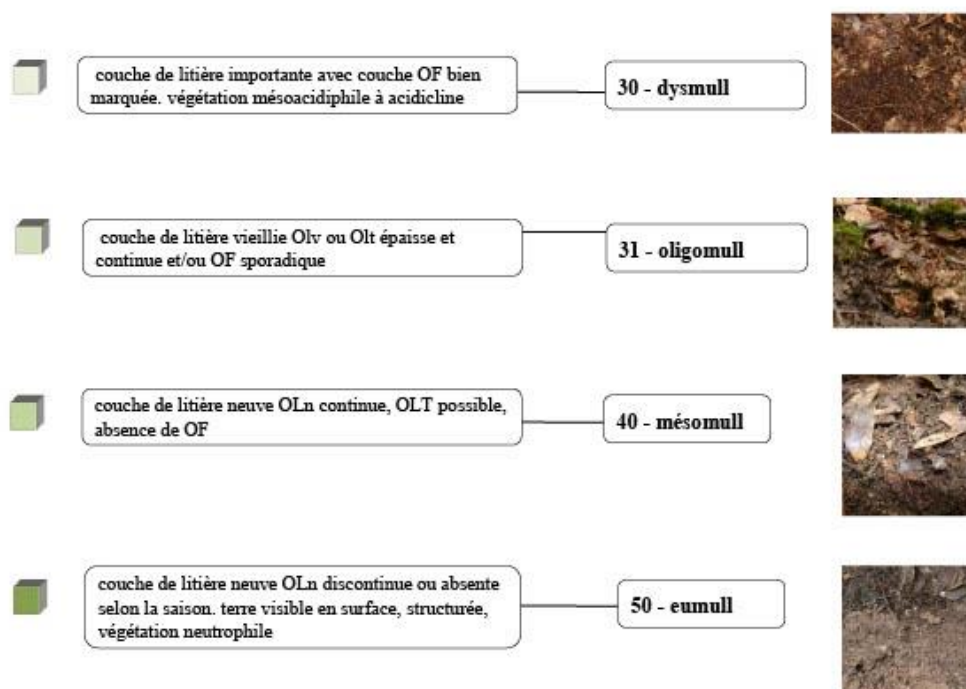 couche de litière importante avec couche OF bien
marquée. végétation mésoacidiphile à acidicline
30 - dysmull
couche de litière vieillie Olv ou Olt épaisse et
continue et/ou OF sporadique
31 - oligomull
couche de litière neuve OLn continue, OLT possible,
absence de OF
40 - mésomull
couche de litière neuve OLn discontinue ou absente
selon la saison. terre visible en surface, structurée,
végétation neutrophile
50 - eumull